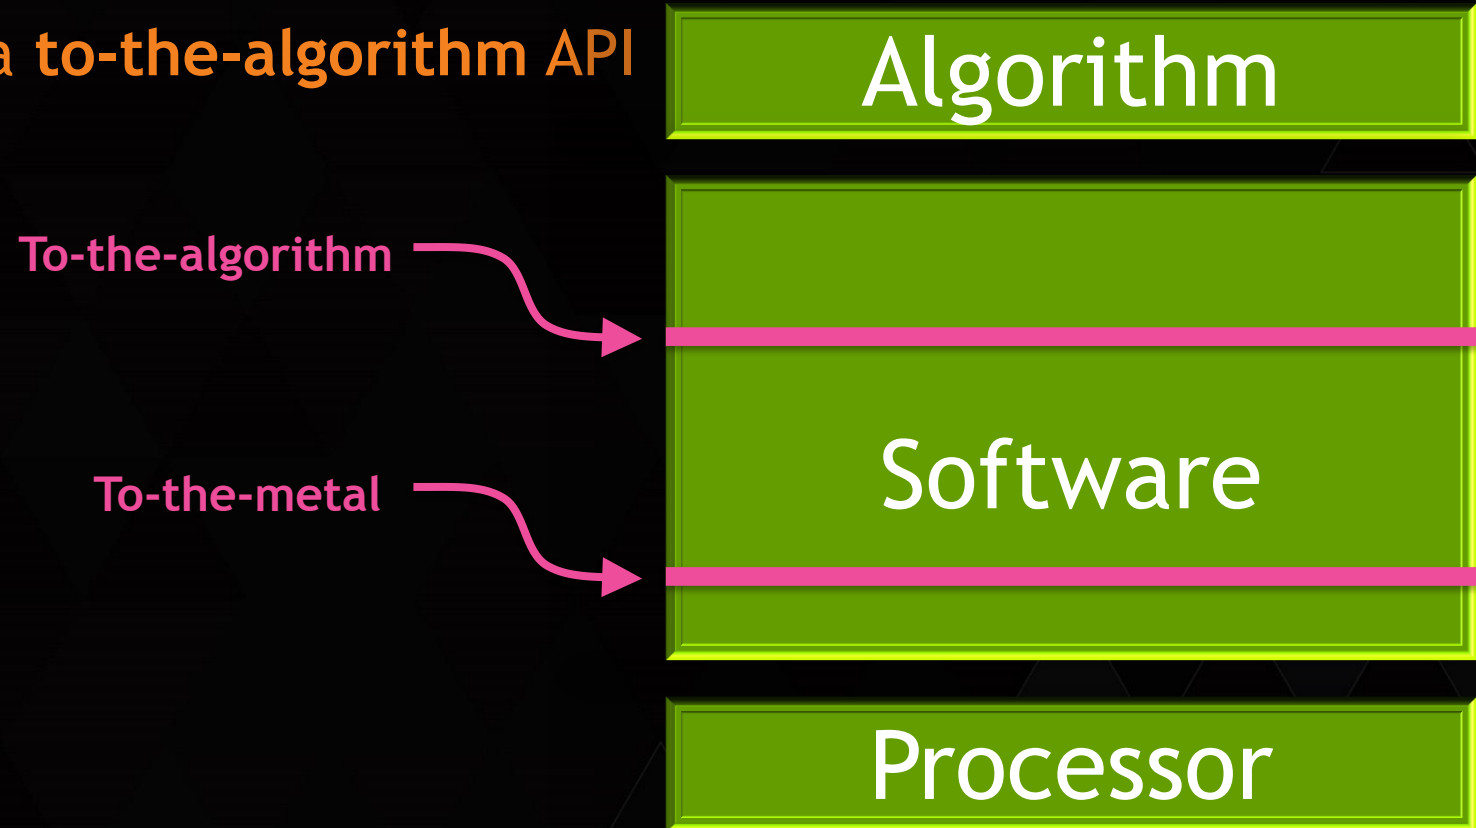 a to-the-algorithm API
Algorithm
To-the-algorithm
To-the-metal
Software
Processor